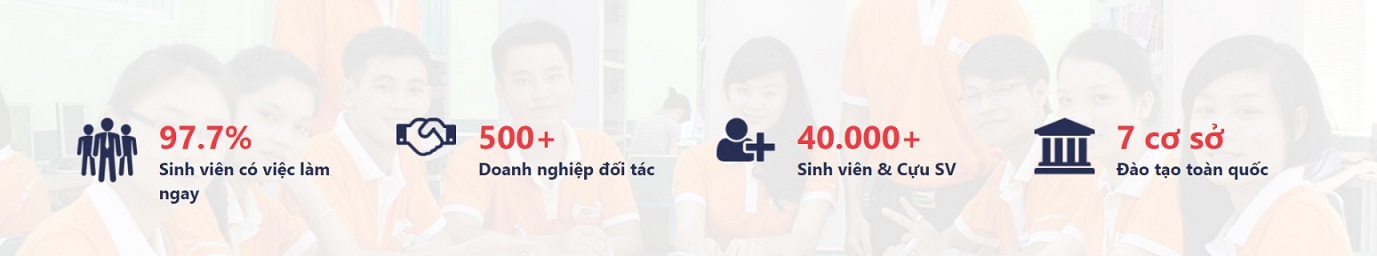 97.7%
Sinh viên có việc làm
ngay
500+
Doanh nghiệp đối tác
40.000+
Sinh viên & Cựu SV
7 cơ sở
Đào tạo toàn quốc